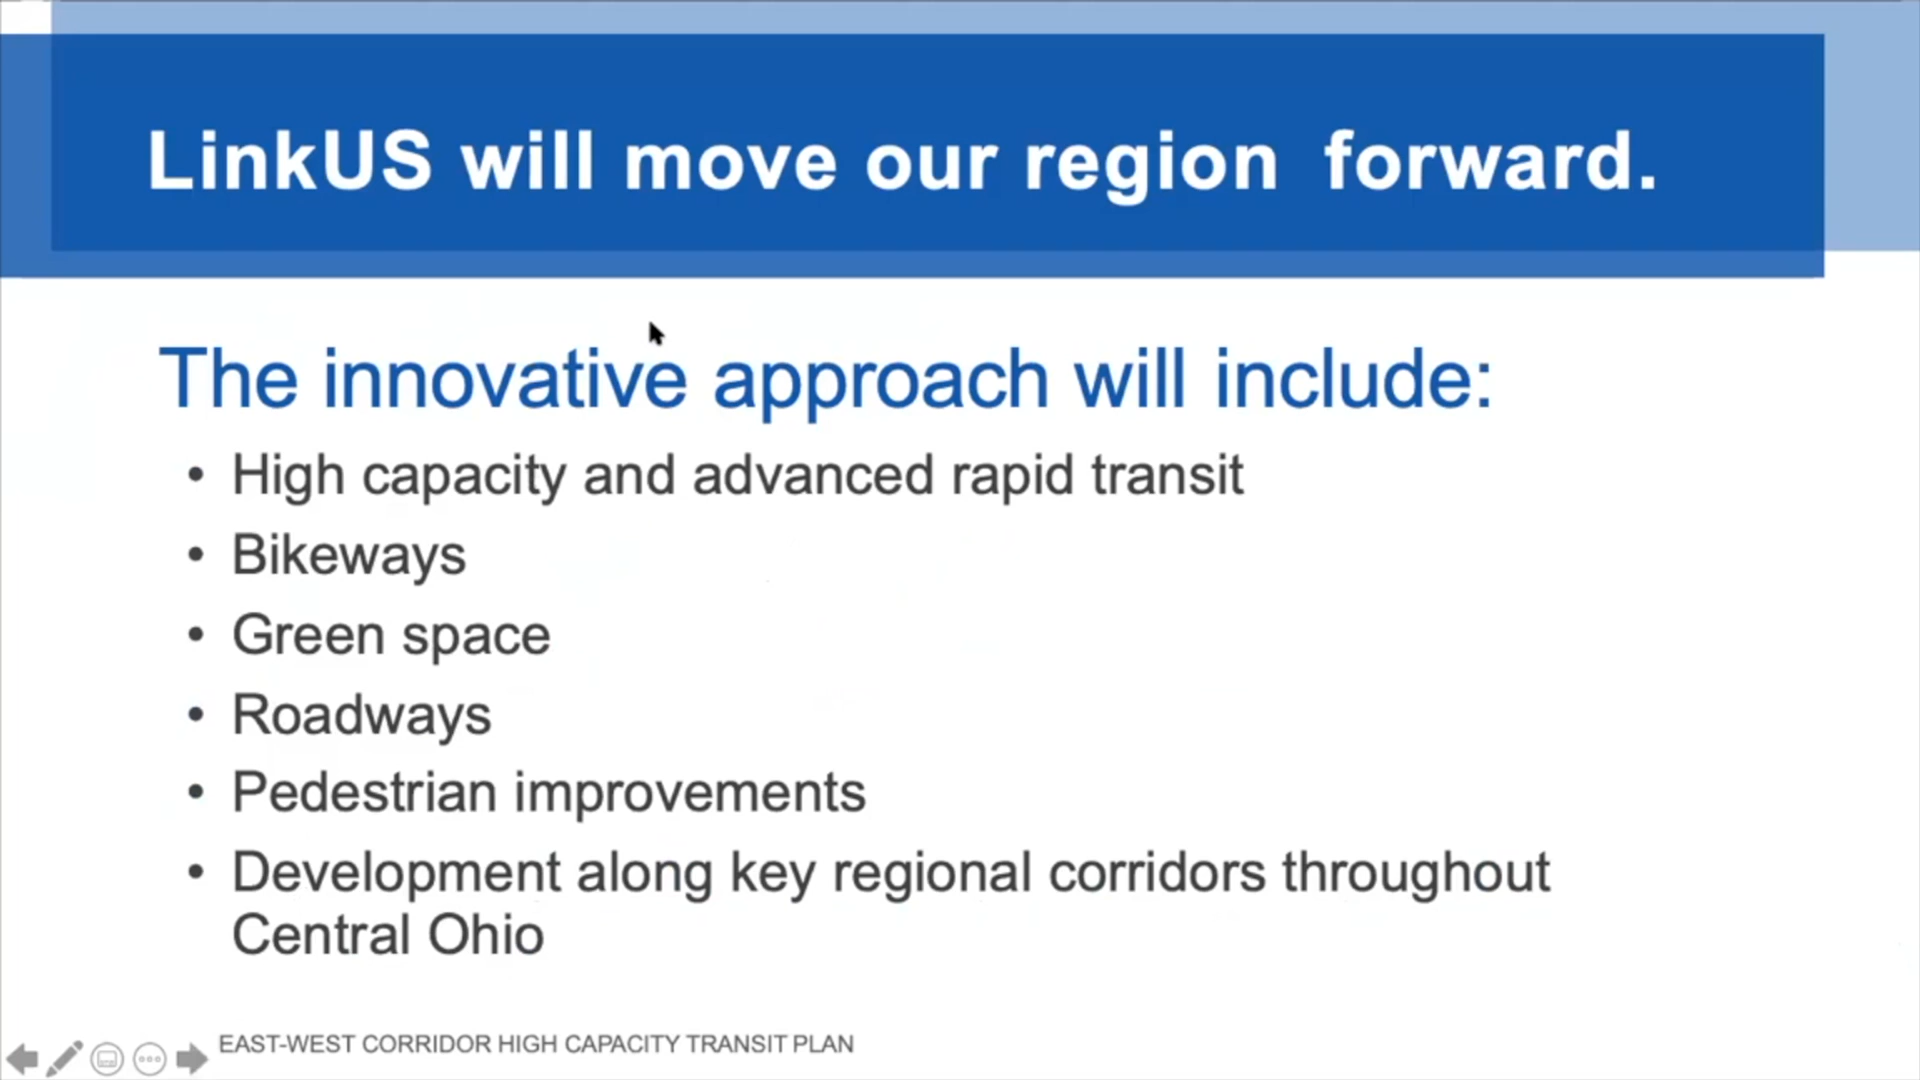 LinkUS will move our region forward.
The innovative approach will include:
• High capacity and advanced rapid transit
• Bikeways
• Green space
• Roadways
• Pedestrian improvements
• Development along key regional corridors throughout
Central Ohio
EAST-WEST CORRIDOR HIGH CAPACITY TRANSIT PLAN